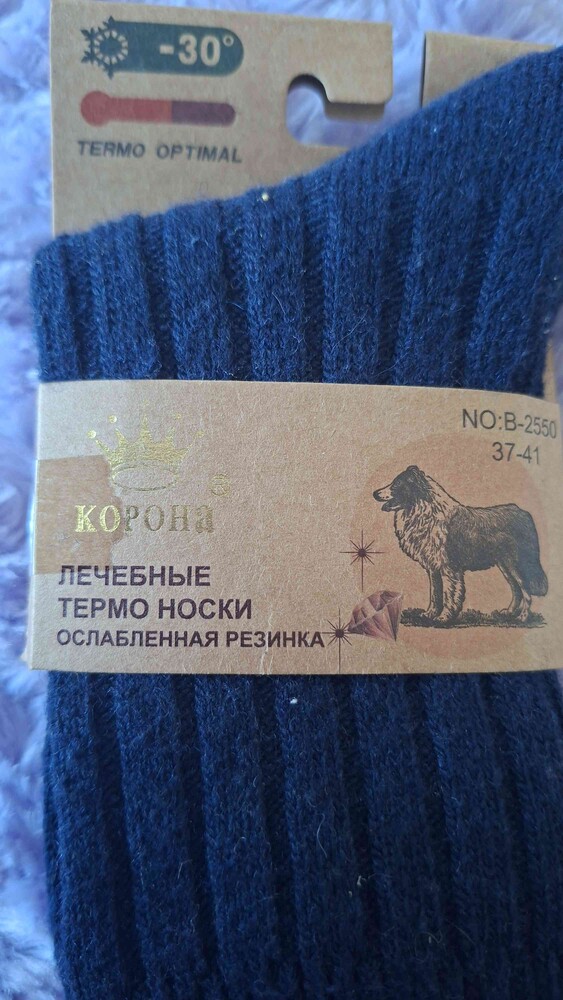 -30°
TERMO OPTIMAL
NO:B-2550
37-41
КОРОНа
®
ЛЕЧЕБНЫЕ
ТЕРМО НОСКИ
ОСЛАБЛЕННАЯ РЕЗИНКА